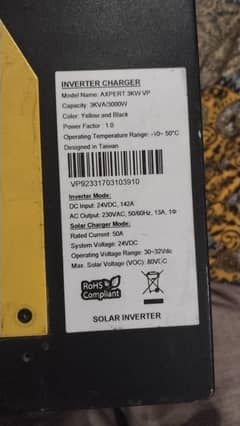 INVERTER CHARGER
Model Name: AXPERT 3KW VP
Capacity: 3KVA/3000W
Color: Yellow and Black
Power Factor : 1.0
Operating Temperature Range: -10~ 50°C
Designed in Taiwan
VP92331703103910
Inverter Mode:
DC Input: 24VDC, 142A
AC Output: 230VAC, 50/60Hz, 13A, 1Φ
Solar Charger Mode:
Rated Current: 50A
System Voltage: 24VDC
Operating Voltage Range: 30~32Vdc
Max. Solar Voltage (VOC): 80VDC
RoHS
Compliant
SOLAR INVERTER